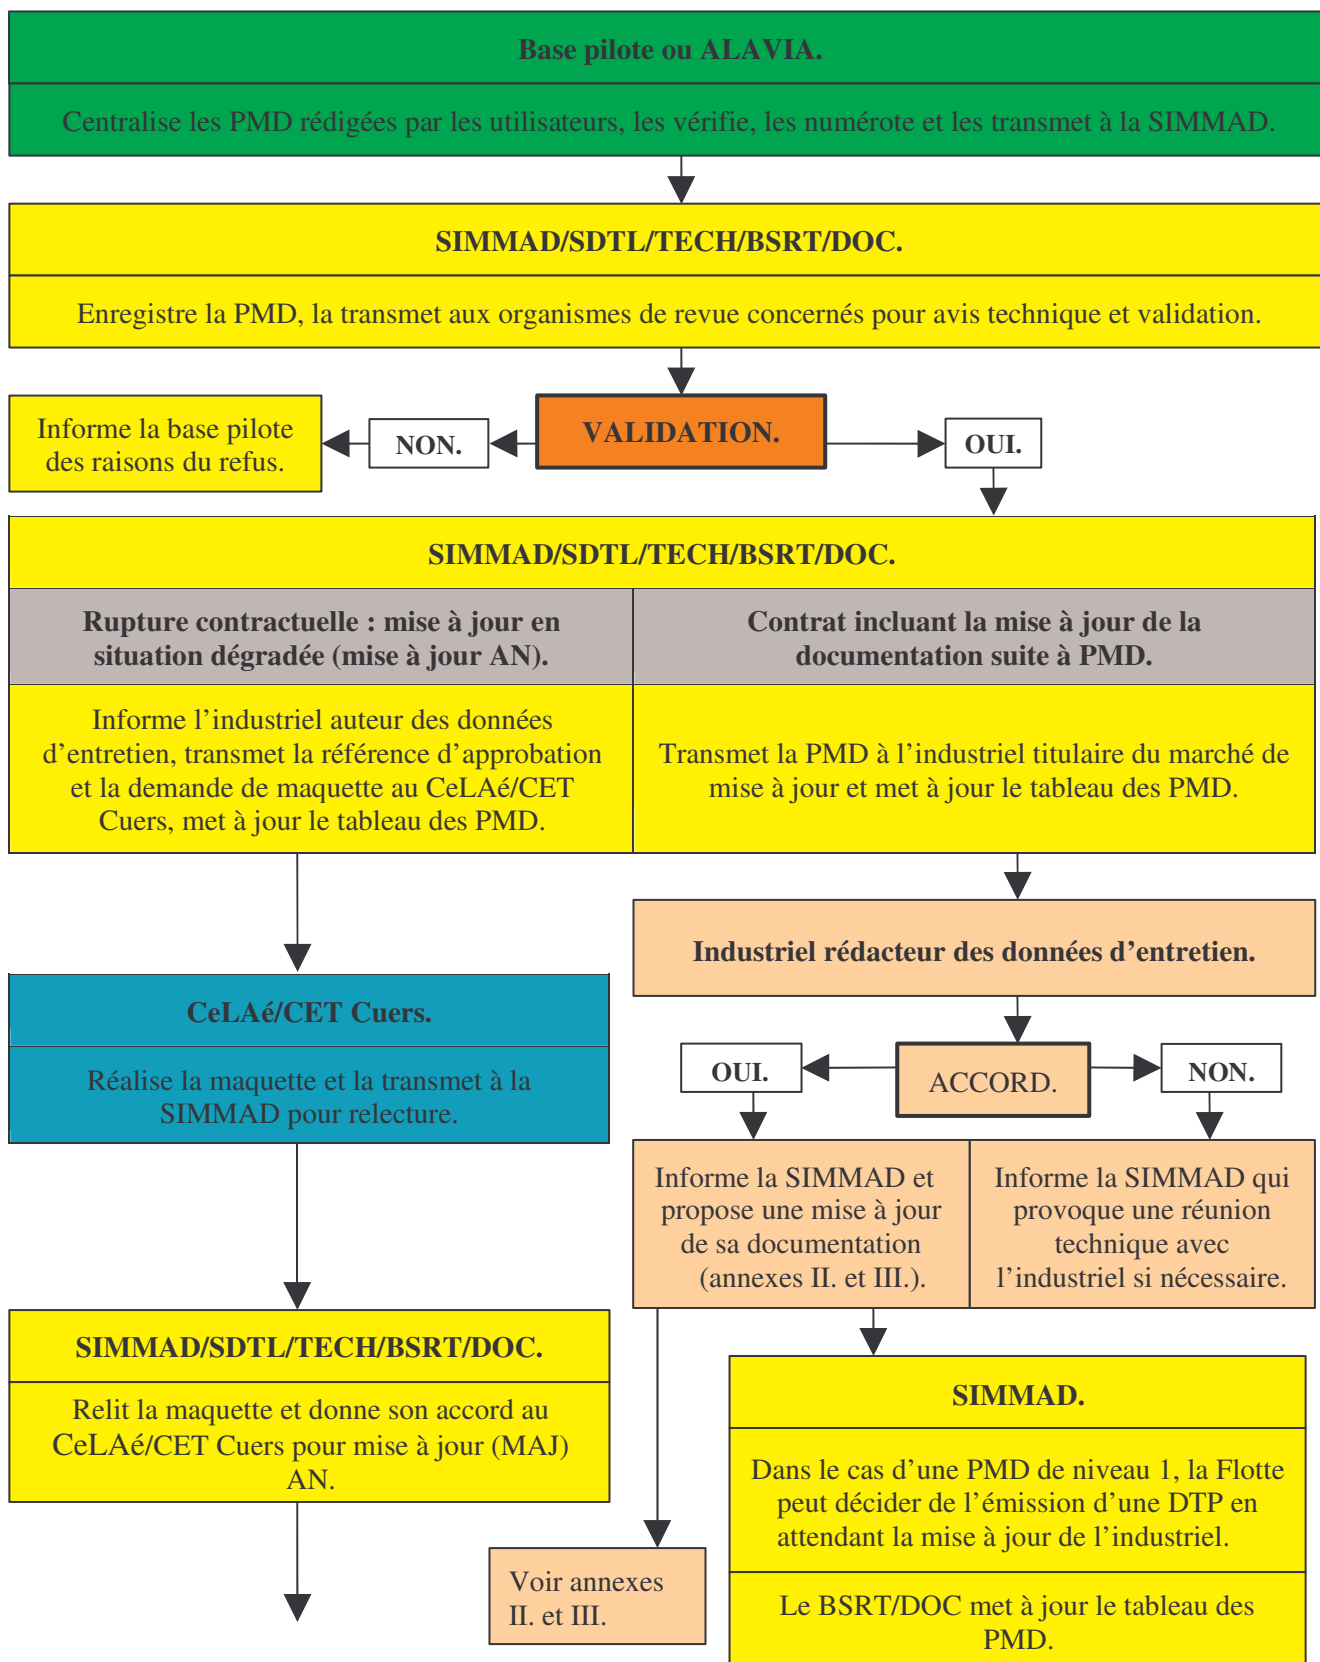 Base pilote ou ALAVIA.
Centralise les PMD rédigées par les utilisateurs, les vérifie, les numérote et les transmet à la SIMMAD.
SIMMAD/SDTL/TECH/BSRT/DOC.
Enregistre la PMD, la transmet aux organismes de revue concernés pour avis technique et validation.
Informe la base pilote
des raisons du refus.
NON.
VALIDATION.
OUI.
SIMMAD/SDTL/TECH/BSRT/DOC.
Rupture contractuelle : mise à jour en
situation dégradée (mise à jour AN).
Contrat incluant la mise à jour de la
documentation suite à PMD.
Informe l’industriel auteur des données
d’entretien, transmet la référence d’approbation
et la demande de maquette au CeLAé/CET
Cuers, met à jour le tableau des PMD.
Transmet la PMD à l’industriel titulaire du marché de
mise à jour et met à jour le tableau des PMD.
Industriel rédacteur des données d’entretien.
CeLAé/CET Cuers.
Réalise la maquette et la transmet à la
SIMMAD pour relecture.
OUI.
ACCORD.
NON.
Informe la SIMMAD et
propose une mise à jour
de sa documentation
(annexes II. et III.).
Informe la SIMMAD qui
provoque une réunion
technique avec
l’industriel si nécessaire.
SIMMAD/SDTL/TECH/BSRT/DOC.
Relit la maquette et donne son accord au
CeLAé/CET Cuers pour mise à jour (MAJ)
AN.
SIMMAD.
Dans le cas d’une PMD de niveau 1, la Flotte
peut décider de l’émission d’une DTP en
attendant la mise à jour de l’industriel.
Voir annexes
II. et III.
Le BSRT/DOC met à jour le tableau des
PMD.